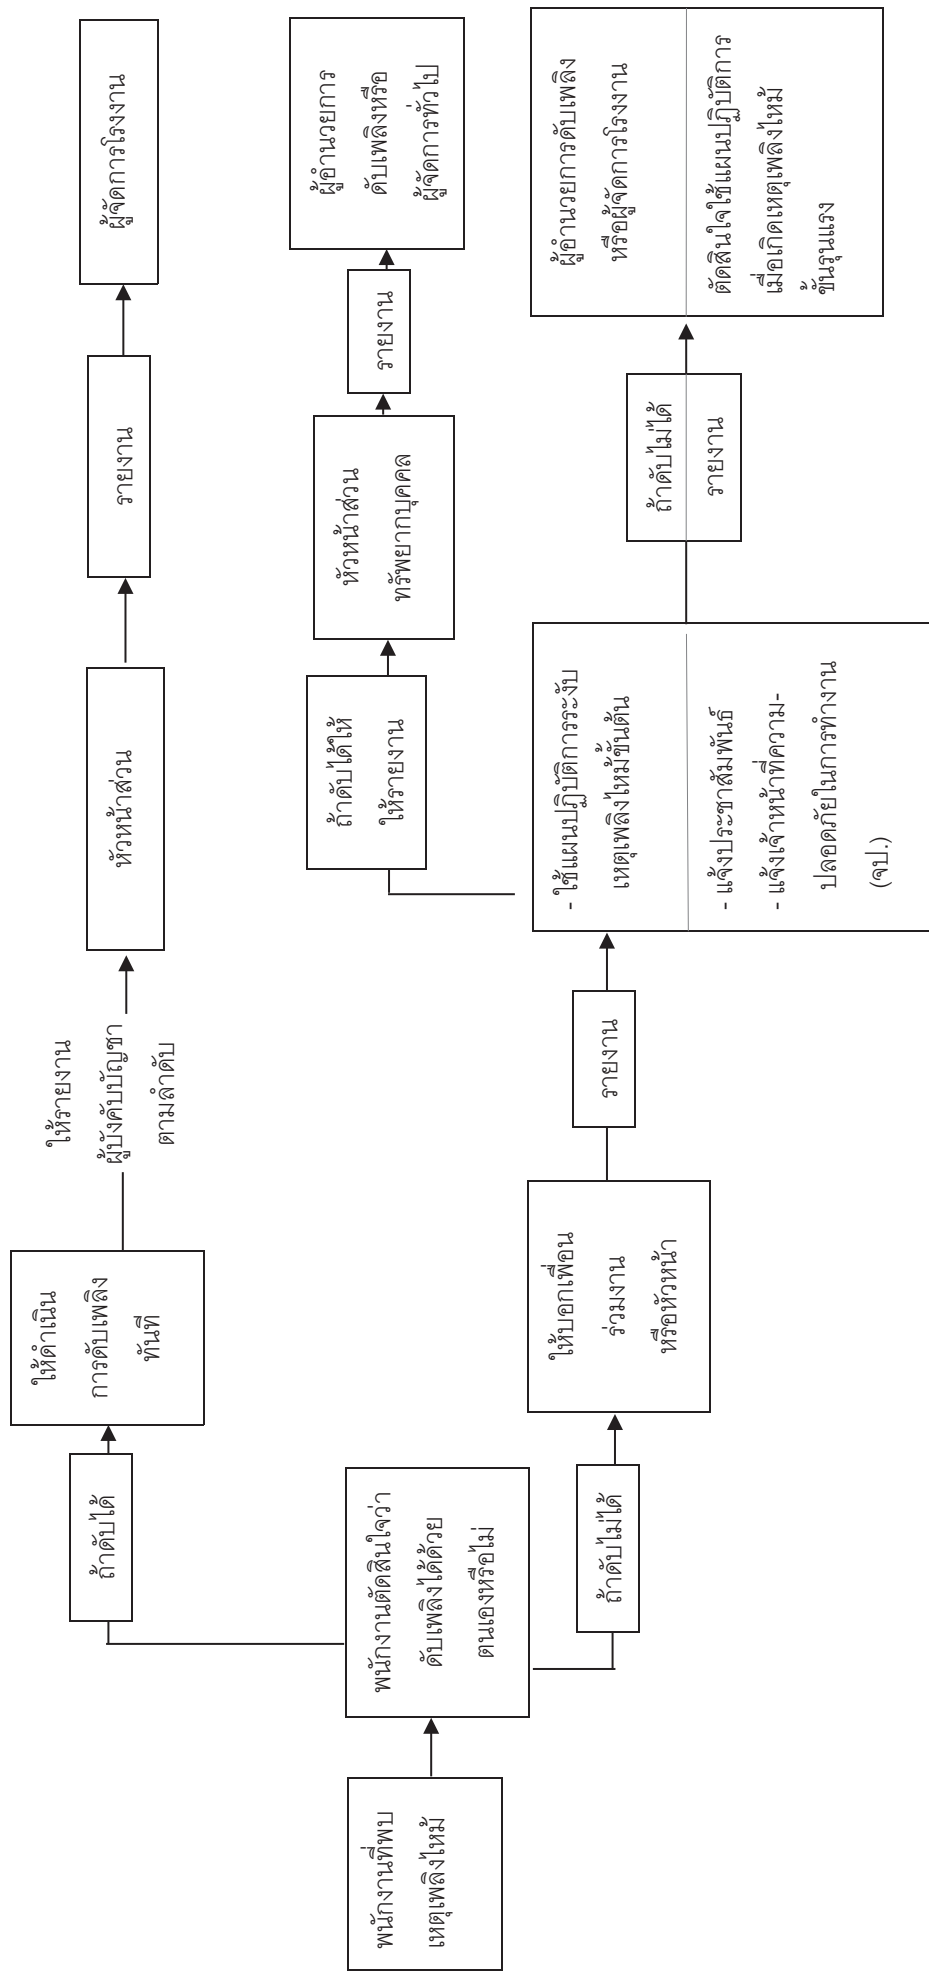 พนักงานที่พบ
เหตุเพลิงไหม้
พนักงานตัดสินใจว่า
ดับเพลิงได้ด้วย
ตนเองหรือไม่
ถ้าดับได้
ให้ดำเนิน
การดับเพลิง
ทันที
ให้รายงาน
ผู้บังคับบัญชา
ตามลำดับ
หัวหน้าส่วน
รายงาน
ผู้จัดการโรงงาน
ถ้าดับไม่ได้
ให้บอกเพื่อน
ร่วมงาน
หรือหัวหน้า
รายงาน
- ใช้แผนปฏิบัติการระงับ
เหตุเพลิงไหม้ขั้นต้น
- แจ้งประชาสัมพันธ์
- แจ้งเจ้าหน้าที่ความ-
ปลอดภัยในการทำงาน
(จป.)
ถ้าดับได้ให้
ให้รายงาน
หัวหน้าส่วน
ทรัพยากบุคคล
รายงาน
ผู้อำนวยการ
ดับเพลิงหรือ
ผู้จัดการทั่วไป
ถ้าดับไม่ได้
รายงาน
ผู้อำนวยการดับเพลิง
หรือผู้จัดการโรงงาน
ตัดสินใจใช้แผนปฏิบัติการ
เมื่อเกิดเหตุเพลิงไหม้
ขั้นรุนแรง